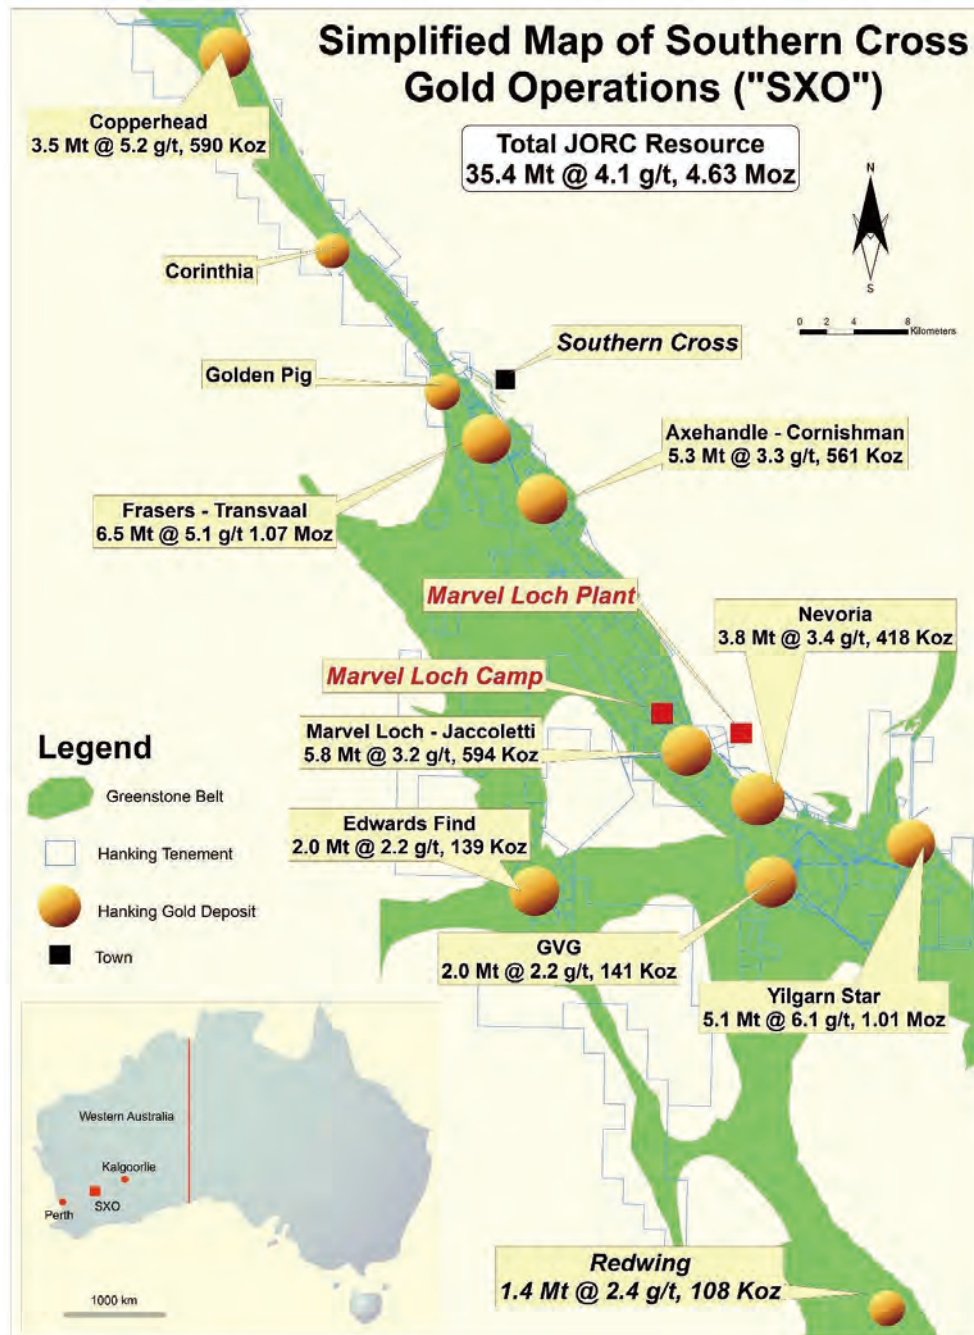 Simplified Map of Southern Cross
Gold Operations ("SXO")
Total JORC Resource
35.4 Mt @ 4.1 g/t, 4.63 Moz
Copperhead
3.5 Mt @ 5.2 g/t, 590 Koz
N
S
0 2 4 8
Kilometers
Corinthia
Southern Cross
Golden Pig
Axehandle - Cornishman
5.3 Mt @ 3.3 g/t, 561 Koz
Frasers - Transvaal
6.5 Mt @ 5.1 g/t 1.07 Moz
Marvel Loch Plant
Nevoria
3.8 Mt @ 3.4 g/t, 418 Koz
Marvel Loch Camp
Marvel Loch - Jaccoletti
5.8 Mt @ 3.2 g/t, 594 Koz
Edwards Find
2.0 Mt @ 2.2 g/t, 139 Koz
GVG
2.0 Mt @ 2.2 g/t, 141 Koz
Yilgarn Star
5.1 Mt @ 6.1 g/t, 1.01 Moz
Redwing
1.4 Mt @ 2.4 g/t, 108 Koz
Legend
Greenstone Belt
Hanking Tenement
Hanking Gold Deposit
Town
Western Australia
Kalgoorlie
SXO
Perth
1000 km